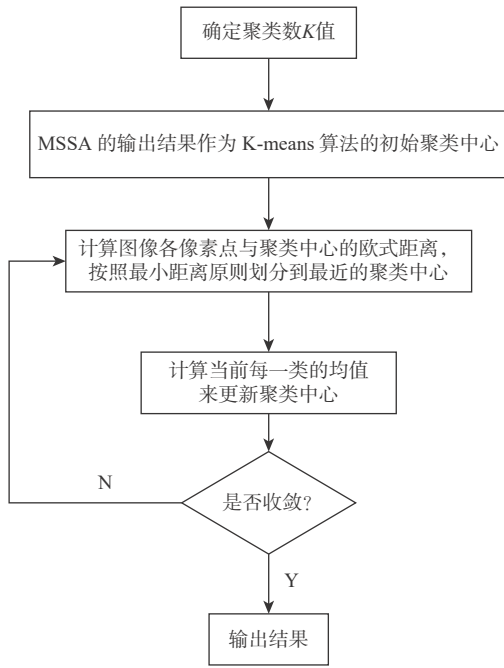 确定聚类数K值
MSSA 的输出结果作为 K-means 算法的初始聚类中心
计算图像各像素点与聚类中心的欧式距离，
按照最小距离原则划分到最近的聚类中心
计算当前每一类的均值
来更新聚类中心
N
是否收敛?
Y
输出结果